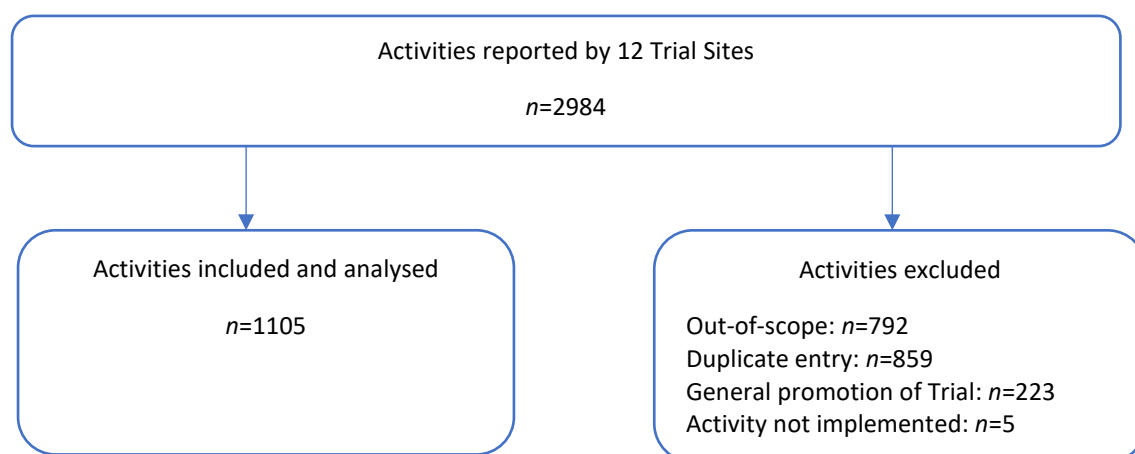 Activities reported by 12 Trial Sites
n=2984
Activities included and analysed
n=1105
Activities excluded
Out-of-scope: n=792
Duplicate entry: n=859
General promotion of Trial: n=223
Activity not implemented: n=5